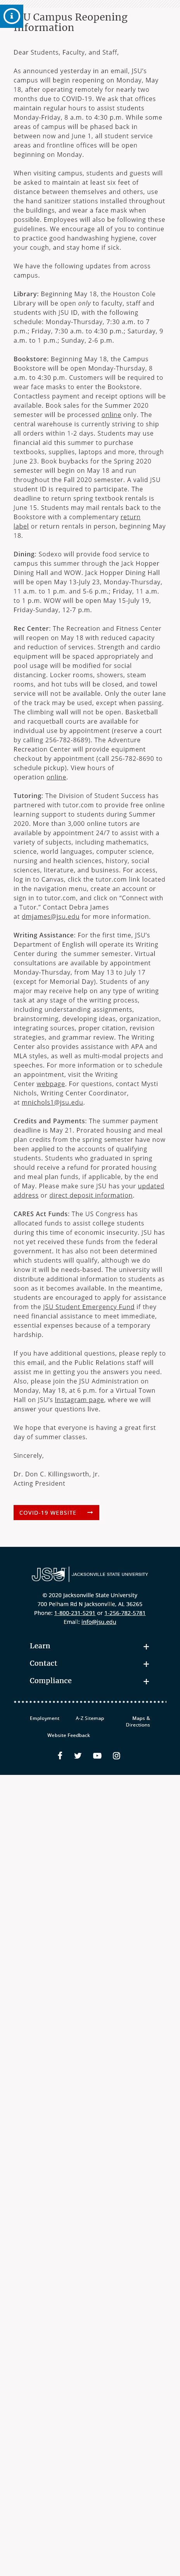 JSU Campus Reopening
Information
Dear Students, Faculty, and Staff,
As announced yesterday in an email, JSU's
campus will begin reopening on Monday, May
18, after operating remotely for nearly two
months due to COVID-19. We ask that offices
maintain regular hours to assist students
Monday-Friday, 8 a.m. to 4:30 p.m. While some
areas of campus will be phased back in
between now and June 1, all student service
areas and frontline offices will be open
beginning on Monday.
When visiting campus, students and guests will
be asked to maintain at least six feet of
distance between themselves and others, use
the hand sanitizer stations installed throughout
the buildings, and wear a face mask when
possible. Employees will also be following these
guidelines. We encourage all of you to continue
to practice good handwashing hygiene, cover
your cough, and stay home if sick.
We have the following updates from across
campus.
Library: Beginning May 18, the Houston Cole
Library will be open only to faculty, staff and
students with JSU ID, with the following
schedule: Monday-Thursday, 7:30 a.m. to 7
p.m.; Friday, 7:30 a.m. to 4:30 p.m.; Saturday, 9
a.m. to 1 p.m.; Sunday, 2-6 p.m.
Bookstore: Beginning May 18, the Campus
Bookstore will be open Monday-Thursday, 8
a.m. to 4:30 p.m. Customers will be required to
wear face masks to enter the Bookstore.
Contactless payment and receipt options will be
available. Book sales for the Summer 2020
semester will be processed online only. The
central warehouse is currently striving to ship
all orders within 1-2 days. Students may use
financial aid this summer to purchase
textbooks, supplies, laptops and more, through
June 23. Book buybacks for the Spring 2020
semester will begin on May 18 and run
throughout the Fall 2020 semester. A valid JSU
student ID is required to participate. The
deadline to return spring textbook rentals is
June 15. Students may mail rentals back to the
Bookstore with a complementary return
label or return rentals in person, beginning May
18.
Dining: Sodexo will provide food service to
campus this summer through the Jack Hopper
Dining Hall and WOW. Jack Hopper Dining Hall
will be open May 13-July 23, Monday-Thursday,
11 a.m. to 1 p.m. and 5-6 p.m.; Friday, 11 a.m.
to 1 p.m. WOW will be open May 15-July 19,
Friday-Sunday, 12-7 p.m.
Rec Center: The Recreation and Fitness Center
will reopen on May 18 with reduced capacity
and reduction of services. Strength and cardio
equipment will be spaced appropriately and
pool usage will be modified for social
distancing. Locker rooms, showers, steam
rooms, and hot tubs will be closed, and towel
service will not be available. Only the outer lane
of the track may be used, except when passing.
The climbing wall will not be open. Basketball
and racquetball courts are available for
individual use by appointment (reserve a court
by calling 256-782-8689). The Adventure
Recreation Center will provide equipment
checkout by appointment (call 256-782-8690 to
schedule pickup). View hours of
operation online.
Tutoring: The Division of Student Success has
partnered with tutor.com to provide free online
learning support to students during Summer
2020. More than 3,000 online tutors are
available by appointment 24/7 to assist with a
variety of subjects, including mathematics,
science, world languages, computer science,
nursing and health sciences, history, social
sciences, literature, and business. For access,
log in to Canvas, click the tutor.com link located
in the navigation menu, create an account or
sign in to tutor.com, and click on "Connect with
a Tutor." Contact Debra James
at dmjames@jsu.edu for more information.
Writing Assistance: For the first time, JSU's
Department of English will operate its Writing
Center during  the summer semester. Virtual
consultations are available by appointment
Monday-Thursday, from May 13 to July 17
(except for Memorial Day). Students of any
major may receive help on any type of writing
task at any stage of the writing process,
including understanding assignments,
brainstorming, developing ideas, organization,
integrating sources, proper citation, revision
strategies, and grammar review. The Writing
Center also provides assistance with APA and
MLA styles, as well as multi-modal projects and
speeches. For more information or to schedule
an appointment, visit the Writing
Center webpage. For questions, contact Mysti
Nichols, Writing Center Coordinator,
at mnichols1@jsu.edu.
Credits and Payments: The summer payment
deadline is May 21. Prorated housing and meal
plan credits from the spring semester have now
been applied to the accounts of qualifying
students. Students who graduated in spring
should receive a refund for prorated housing
and meal plan funds, if applicable, by the end
of May. Please make sure JSU has your updated
address or direct deposit information.
CARES Act Funds: The US Congress has
allocated funds to assist college students
during this time of economic insecurity. JSU has
not yet received these funds from the federal
government. It has also not been determined
which students will qualify, although we do
know it will be needs-based. The university will
distribute additional information to students as
soon as it becomes available. In the meantime,
students are encouraged to apply for assistance
from the JSU Student Emergency Fund if they
need financial assistance to meet immediate,
essential expenses because of a temporary
hardship.
If you have additional questions, please reply to
this email, and the Public Relations staff will
assist me in getting you the answers you need.
Also, please join the JSU Administration on
Monday, May 18, at 6 p.m. for a Virtual Town
Hall on JSU's Instagram page, where we will
answer your questions live.
We hope that everyone is having a great first
day of summer classes.
Sincerely,
Dr. Don C. Killingsworth, Jr.
Acting President
COVID-19 WEBSITE
JSU JACKSONVILLE STATE UNIVERSITY
© 2020 Jacksonville State University
700 Pelham Rd N Jacksonville, AL 36265
Phone: 1-800-231-5291 or 1-256-782-5781
Email: info@jsu.edu
Learn +
Contact +
Compliance +
Employment A-Z Sitemap Maps &
Directions
Website Feedback